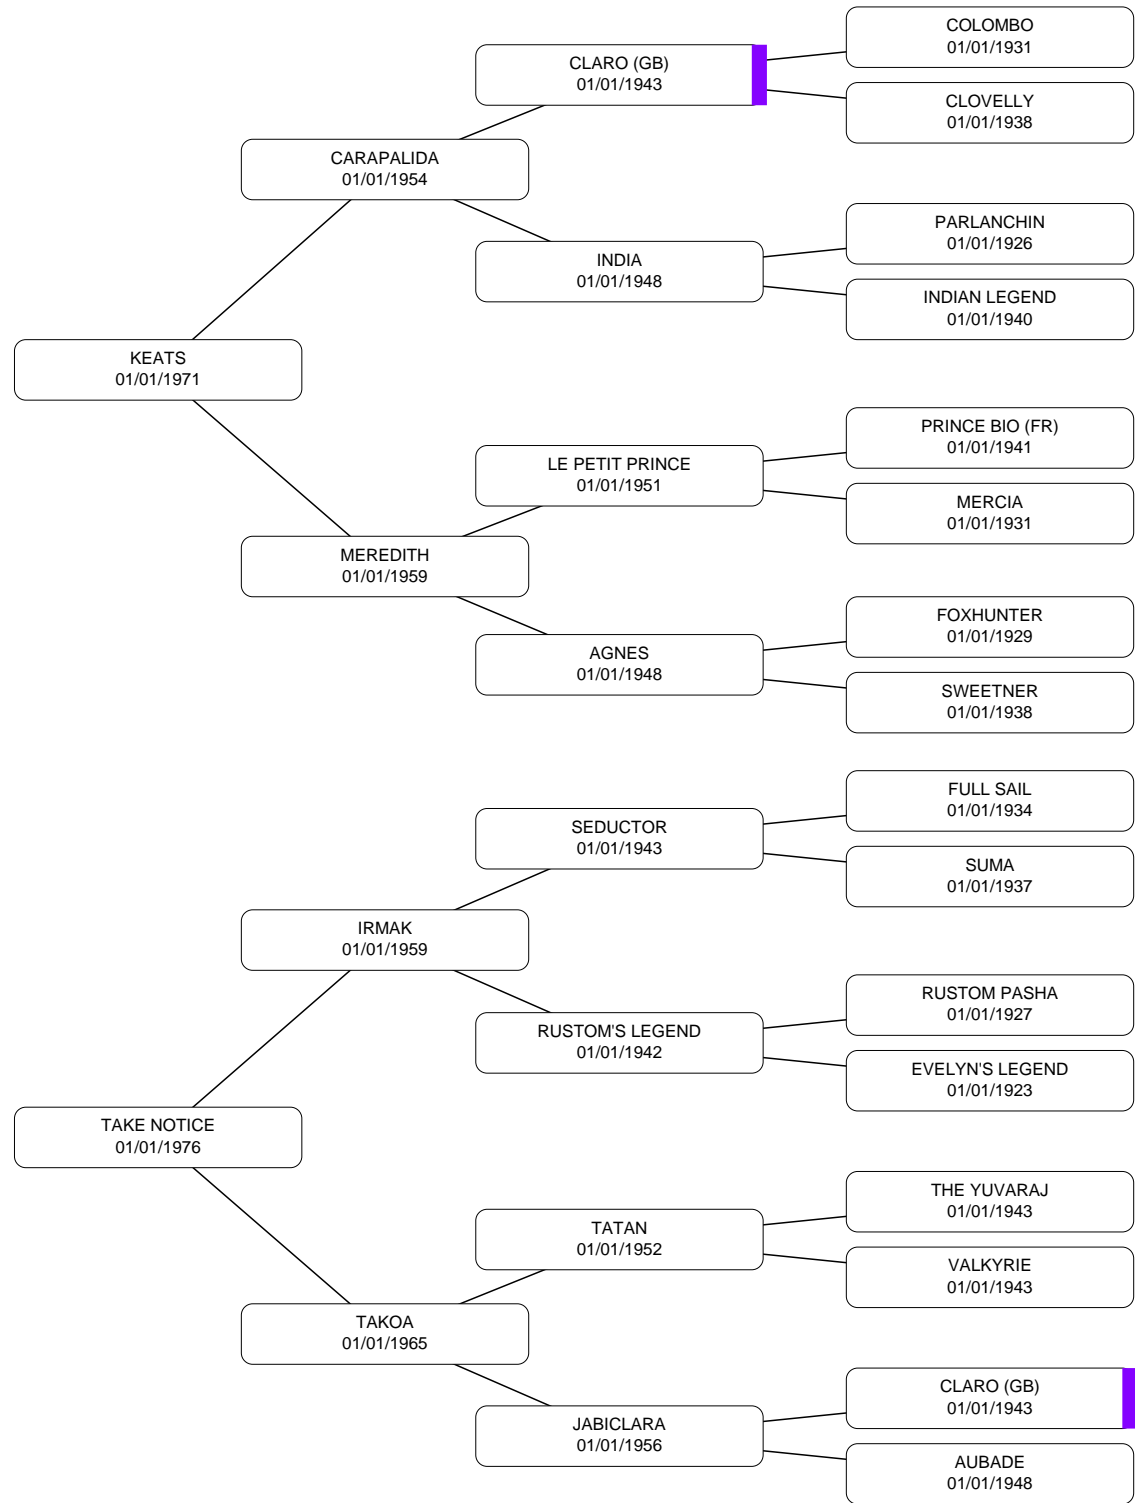 COLOMBO
01/01/1931
CLARO (GB)
01/01/1943
CLOVELLY
01/01/1938
CARAPALIDA
01/01/1954
PARLANCHIN
01/01/1926
INDIA
01/01/1948
INDIAN LEGEND
01/01/1940
KEATS
01/01/1971
PRINCE BIO (FR)
01/01/1941
LE PETIT PRINCE
01/01/1951
MERCIA
01/01/1931
MEREDITH
01/01/1959
FOXHUNTER
01/01/1929
AGNES
01/01/1948
SWEETNER
01/01/1938
FULL SAIL
01/01/1934
SEDUCTOR
01/01/1943
SUMA
01/01/1937
IRMAK
01/01/1959
RUSTOM PASHA
01/01/1927
RUSTOM'S LEGEND
01/01/1942
EVELYN'S LEGEND
01/01/1923
TAKE NOTICE
01/01/1976
THE YUVARAJ
01/01/1943
TATAN
01/01/1952
VALKYRIE
01/01/1943
TAKOA
01/01/1965
CLARO (GB)
01/01/1943
JABICLARA
01/01/1956
AUBADE
01/01/1948